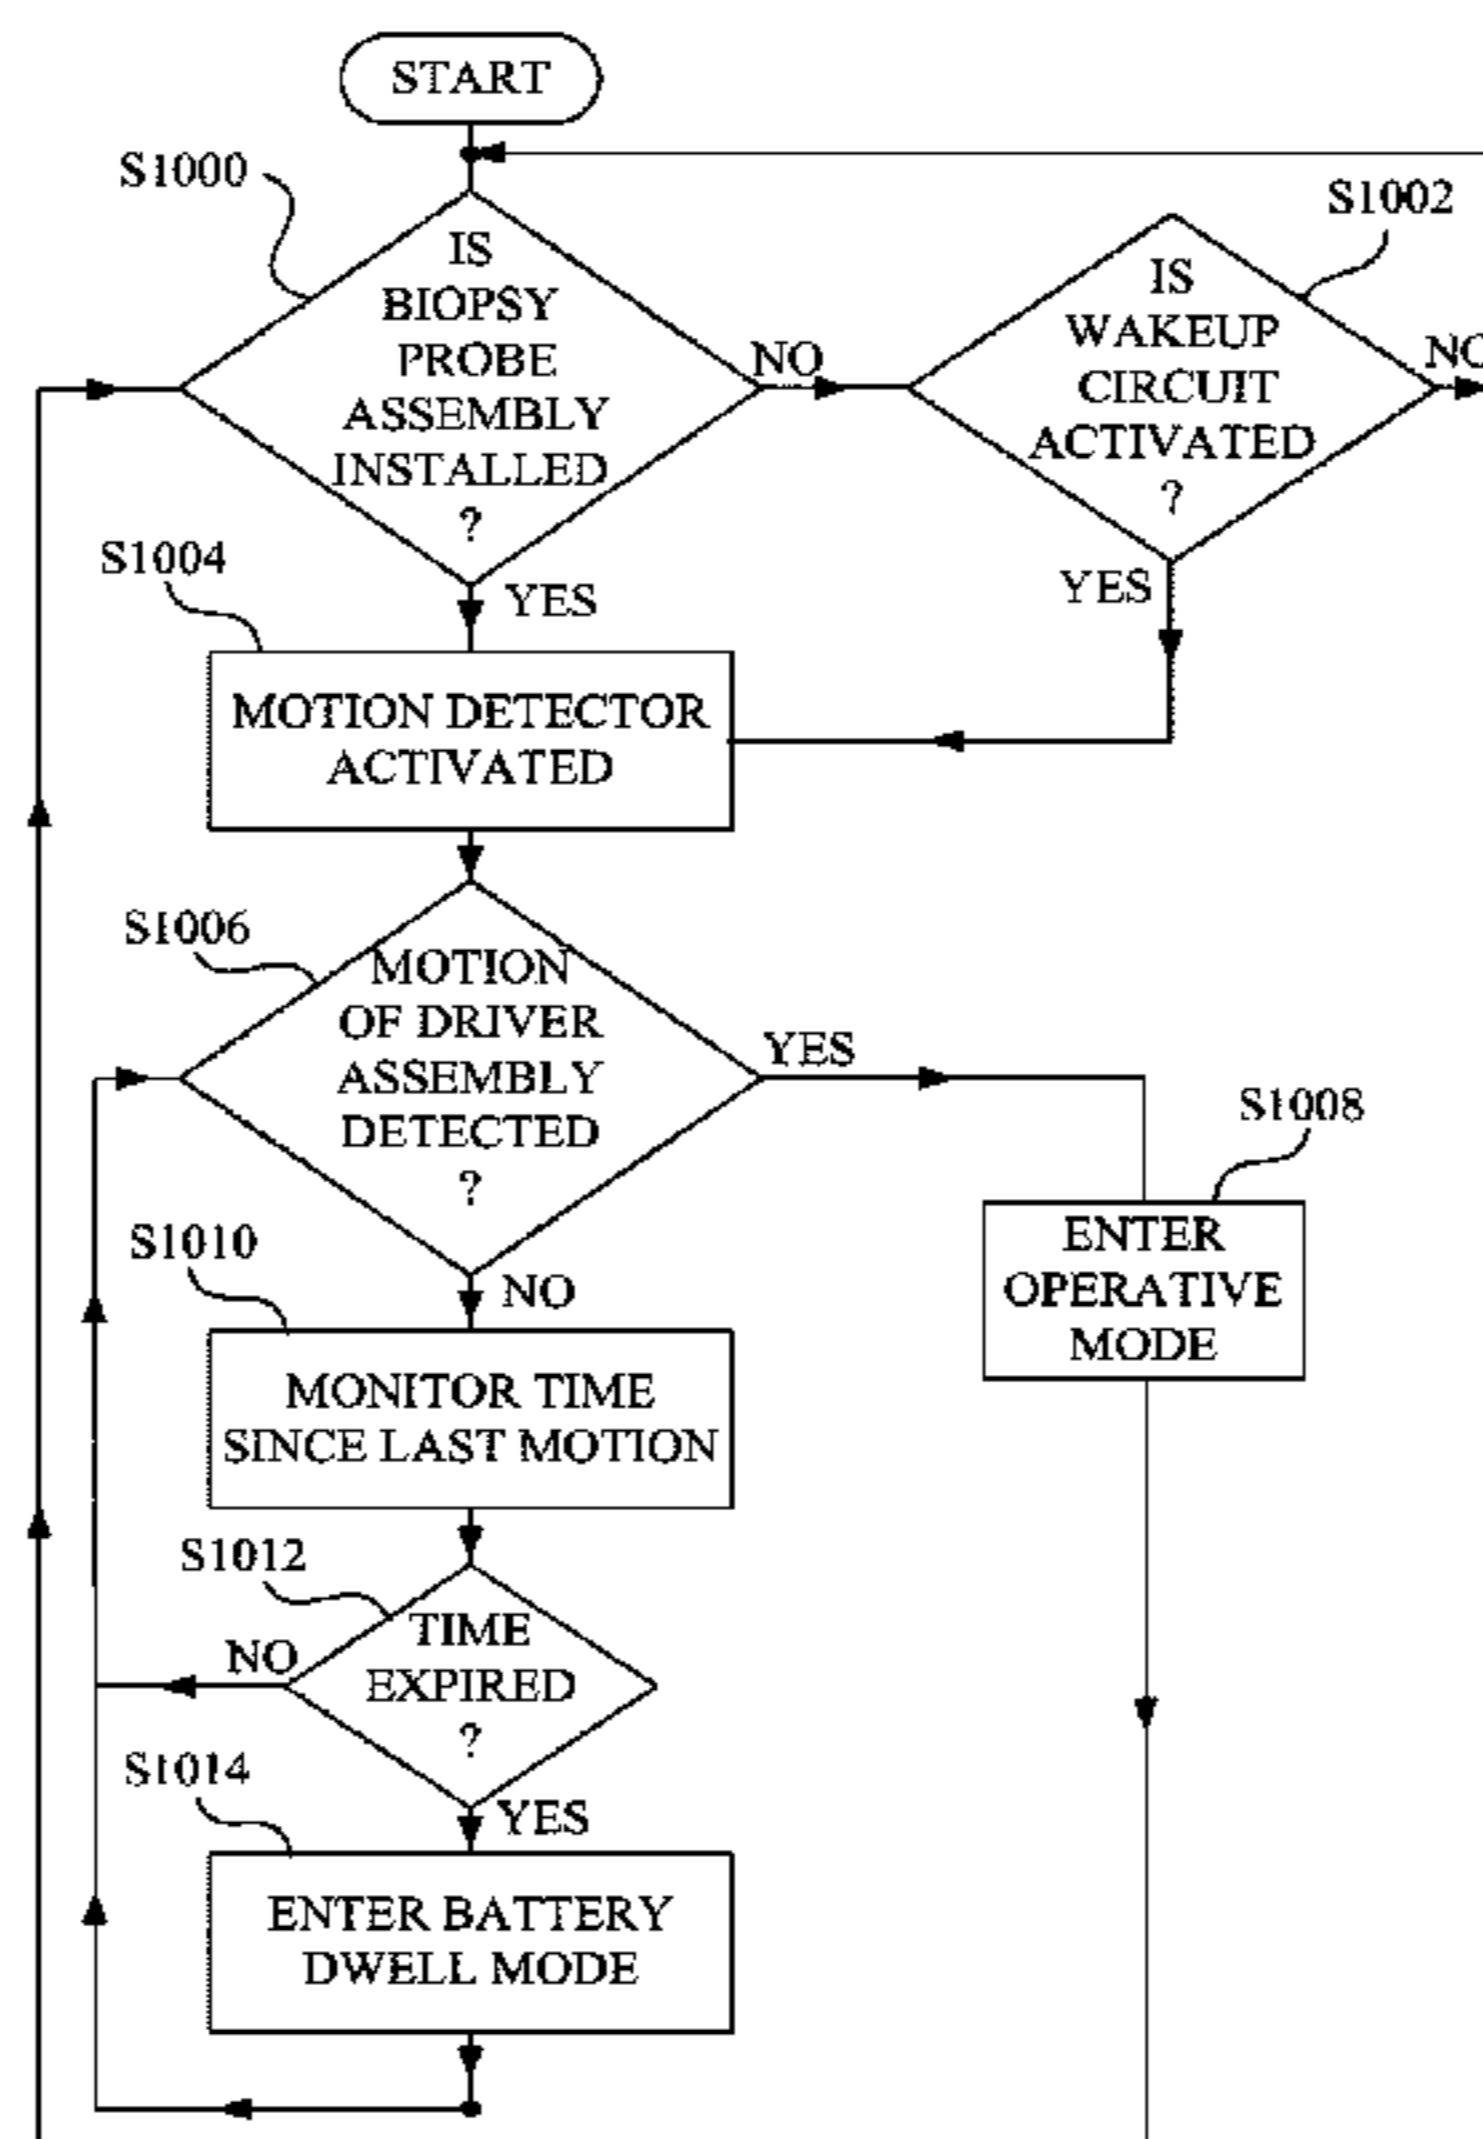 START
S1000
IS
BIOPSY
PROBE
ASSEMBLY
INSTALLED
?
NO
S1002
IS
WAKEUP
CIRCUIT
ACTIVATED
?
NO
YES
YES
S1004
MOTION DETECTOR
ACTIVATED
S1006
MOTION
OF DRIVER
ASSEMBLY
DETECTED
?
YES
S1008
ENTER
OPERATIVE
MODE
NO
S1010
MONITOR TIME
SINCE LAST MOTION
S1012
TIME
EXPIRED
?
NO
YES
S1014
ENTER BATTERY
DWELL MODE